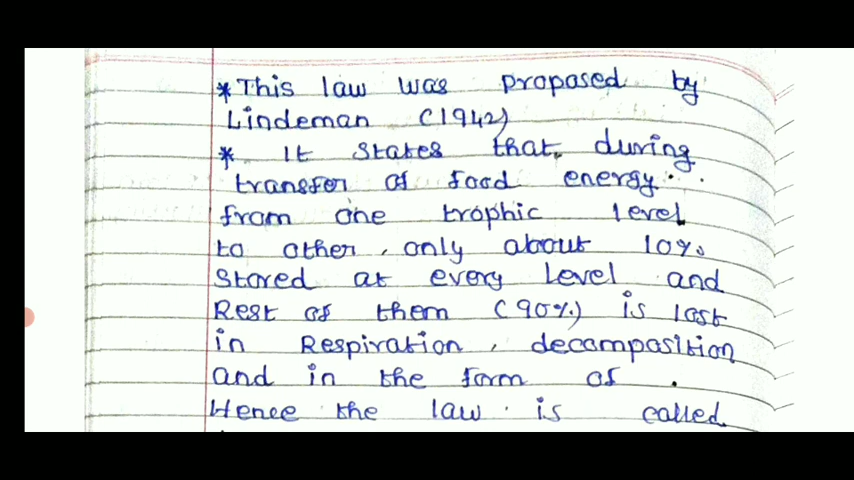 * This law was proposed by
Lindeman (1942)
* It states that, during
transfer of food energy
from one trophic level
to other, only about 10%
stored at every level and
Rest of them (90%) is lost
in Respiration, decomposition
and in the form of .
Hence the law is called